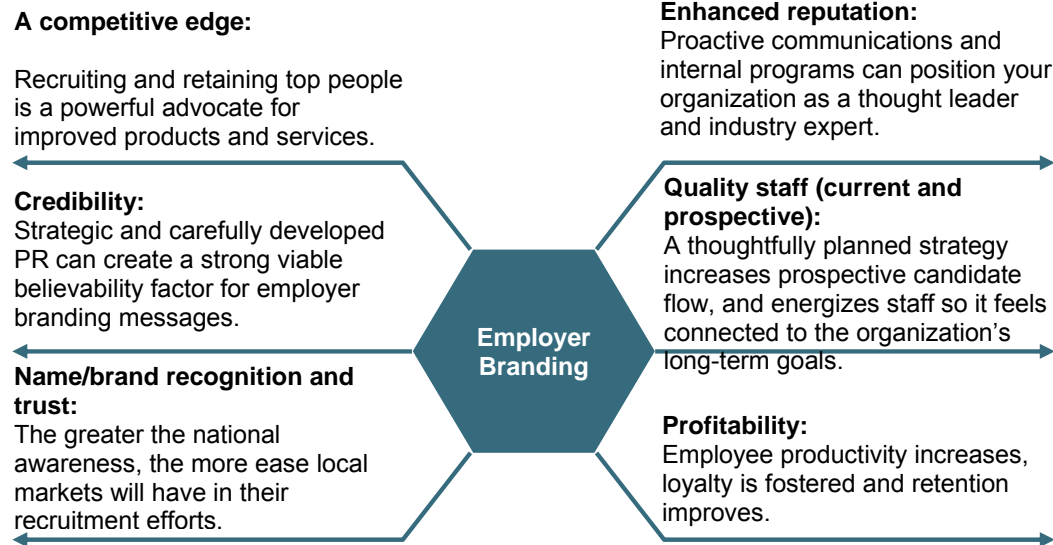 A competitive edge:
Recruiting and retaining top people
is a powerful advocate for
improved products and services.
Credibility:
Strategic and carefully developed
PR can create a strong viable
believability factor for employer
branding messages.
Name/brand recognition and
trust:
The greater the national
awareness, the more ease local
markets will have in their
recruitment efforts.
Employer
Branding
Enhanced reputation:
Proactive communications and
internal programs can position your
organization as a thought leader
and industry expert.
Quality staff (current and
prospective):
A thoughtfully planned strategy
increases prospective candidate
flow, and energizes staff so it feels
connected to the organization’s
long-term goals.
Profitability:
Employee productivity increases,
loyalty is fostered and retention
improves.